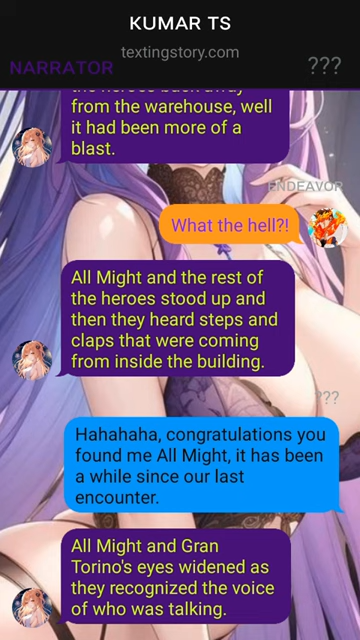 KUMAR TS
textingstory.com
NARRATOR
???
the heroes back away
from the warehouse, well
it had been more of a
blast.
ENDEAVOR
What the hell?!
All Might and the rest of
the heroes stood up and
then they heard steps and
claps that were coming
from inside the building.
???
Hahahaha, congratulations you
found me All Might, it has been
a while since our last
encounter.
All Might and Gran
Torino's eyes widened as
they recognized the voice
of who was talking.